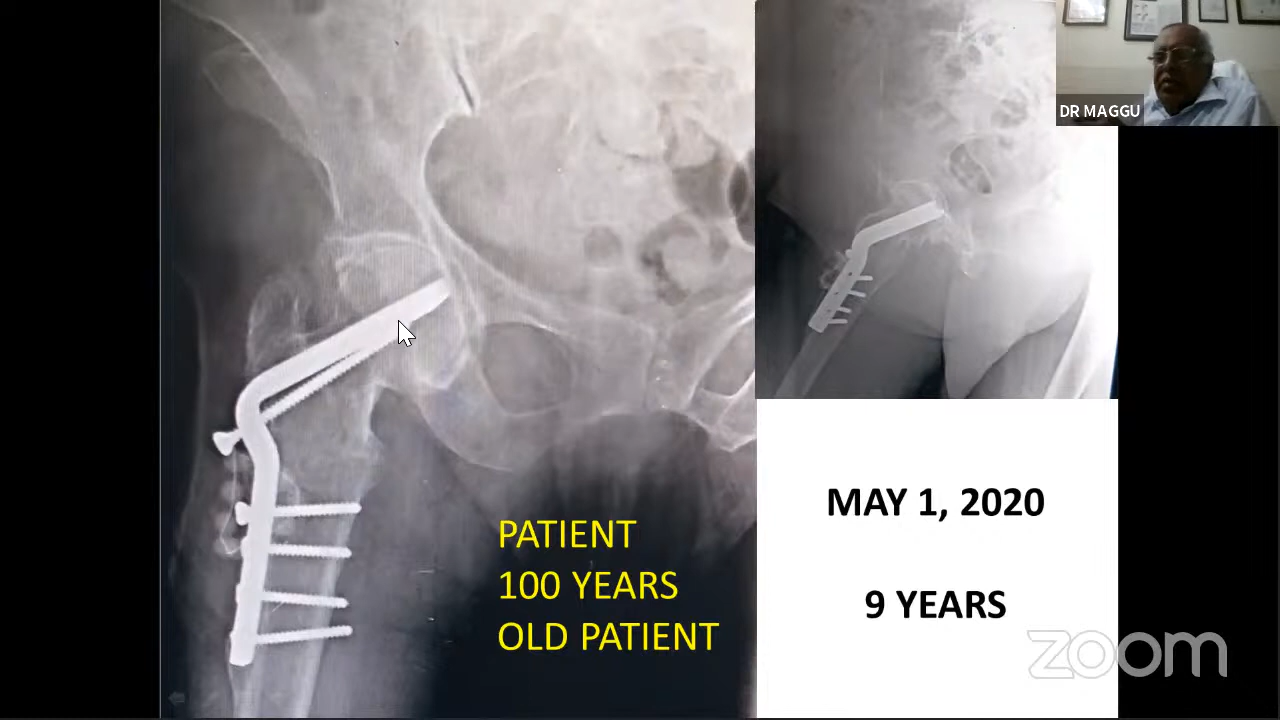 DR MAGGU
PATIENT
100 YEARS
OLD PATIENT
MAY 1, 2020
9 YEARS
zoom